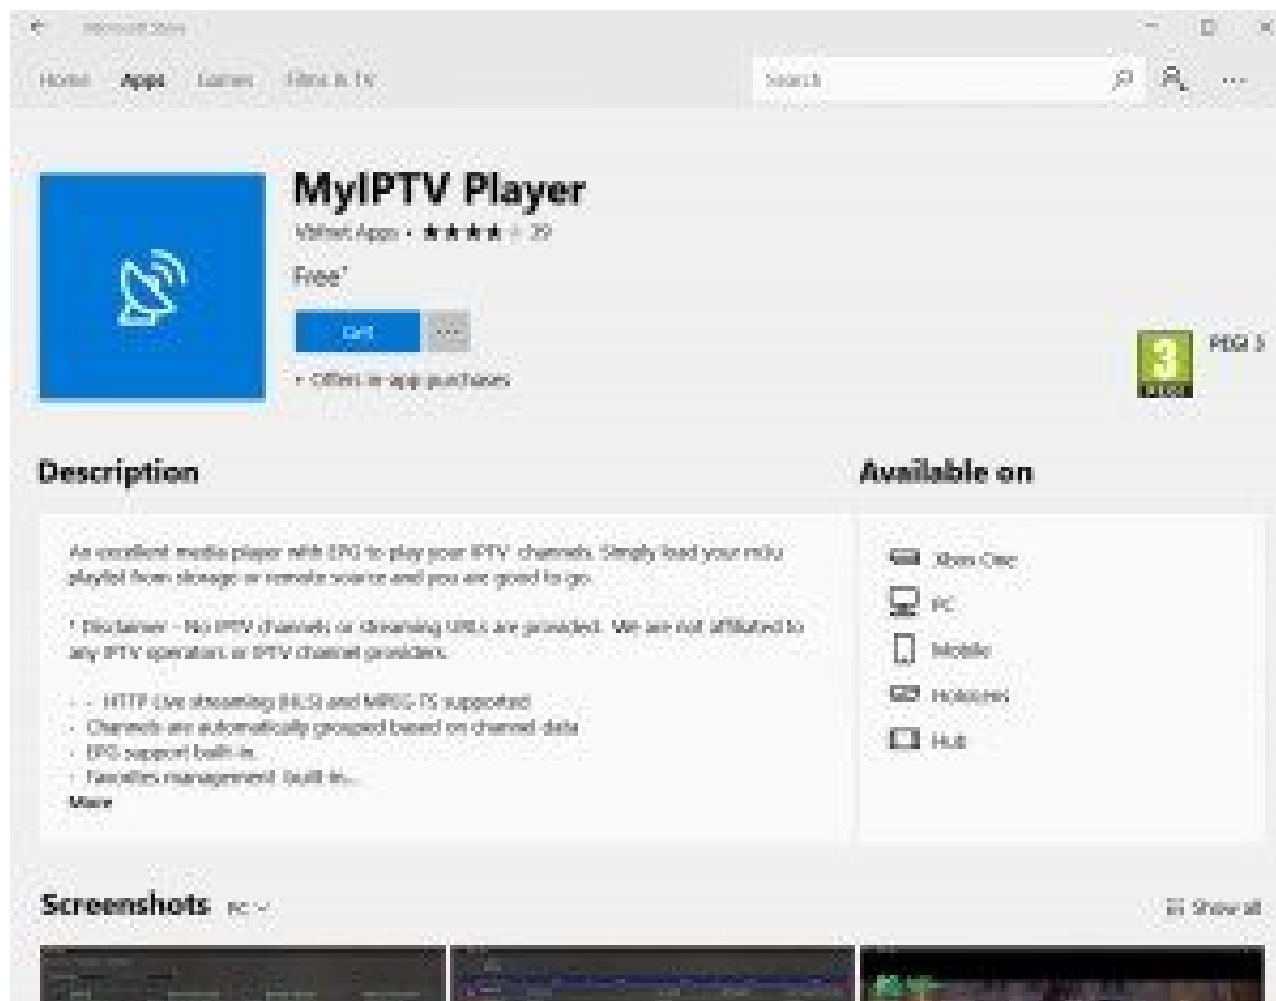 Microsoft Store
Home Apps Games Films & TV
Search
MyIPTV Player
Apps • ★★★★ 29
Free*
Get ...
• Offers in-app purchases
3
PEGI
PEGI 3
Description
Available on
An excellent media player with EPG to play your IPTV channels. Simply load your m3u
playlist from storage or remote source and you are good to go.
* Disclaimer - No IPTV channels or streaming URLs are provided. We are not affiliated to
any IPTV operators or IPTV channel providers.
- - HTTP Live streaming (HLS) and MPEG-TS supported
- Channels are automatically grouped based on channel data
- EPG support built-in.
- Favorites management built-in...
More
Xbox One
PC
Mobile
HoloLens
Hub
Screenshots PC
Show all